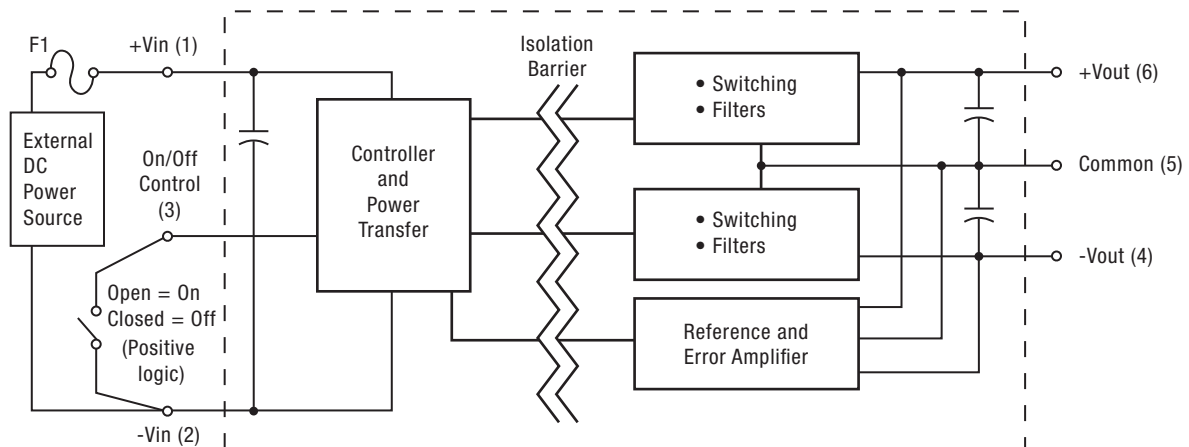 F1
+Vin (1)
External
DC
Power
Source
On/Off
Control
(3)
Open = On
Closed = Off
(Positive
logic)
-Vin (2)
Controller
and
Power
Transfer
Isolation
Barrier
• Switching
• Filters
• Switching
• Filters
Reference and
Error Amplifier
+Vout (6)
Common (5)
-Vout (4)